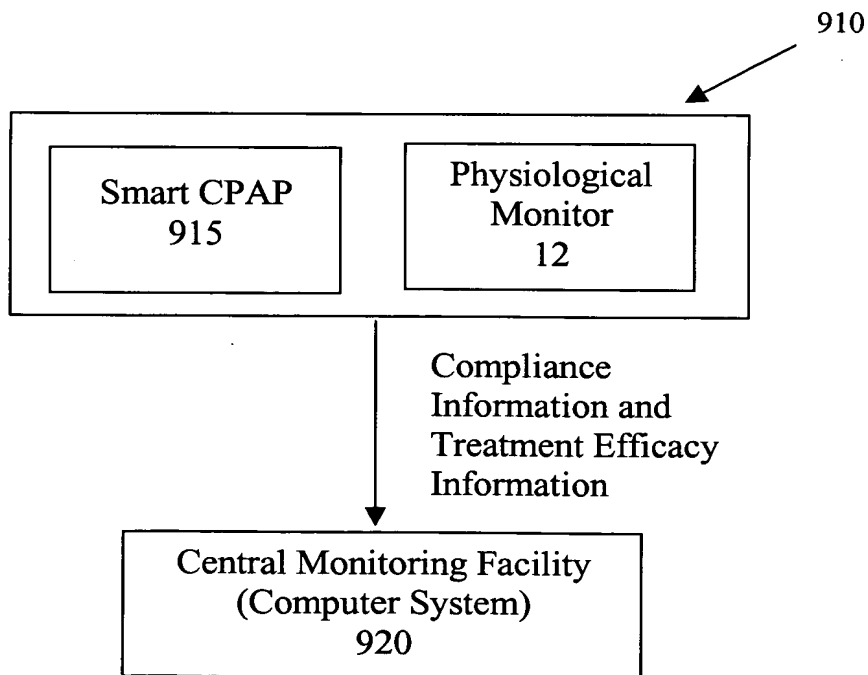 910
Smart CPAP
915
Physiological
Monitor
12
Compliance
Information and
Treatment Efficacy
Information
Central Monitoring Facility
(Computer System)
920